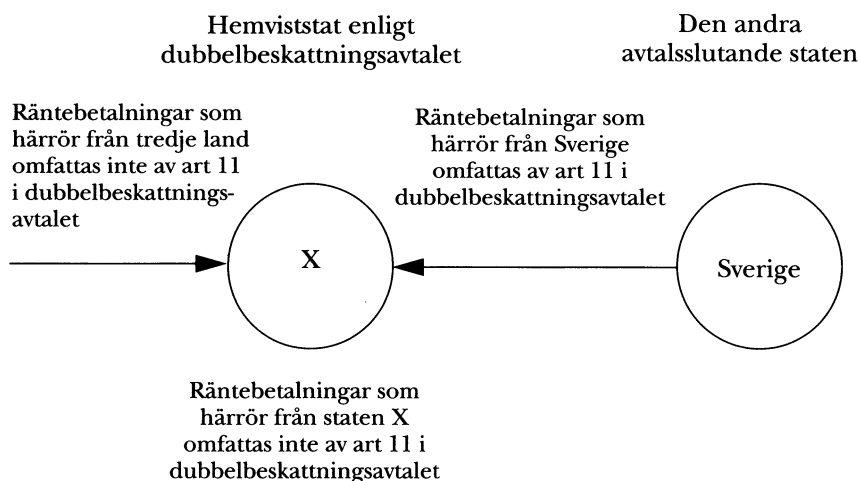 Hemviststat enligt
dubbelbeskattningsavtalet
Den andra
avtalsslutande staten
Räntebetalningar som
härrör från tredje land
omfattas inte av art 11
i dubbelbeskattnings-
avtalet
Räntebetalningar som
härrör från Sverige
omfattas av art 11 i
dubbelbeskattningsavtalet
X
Sverige
Räntebetalningar som
härrör från staten X
omfattas inte av art 11 i
dubbelbeskattningsavtalet